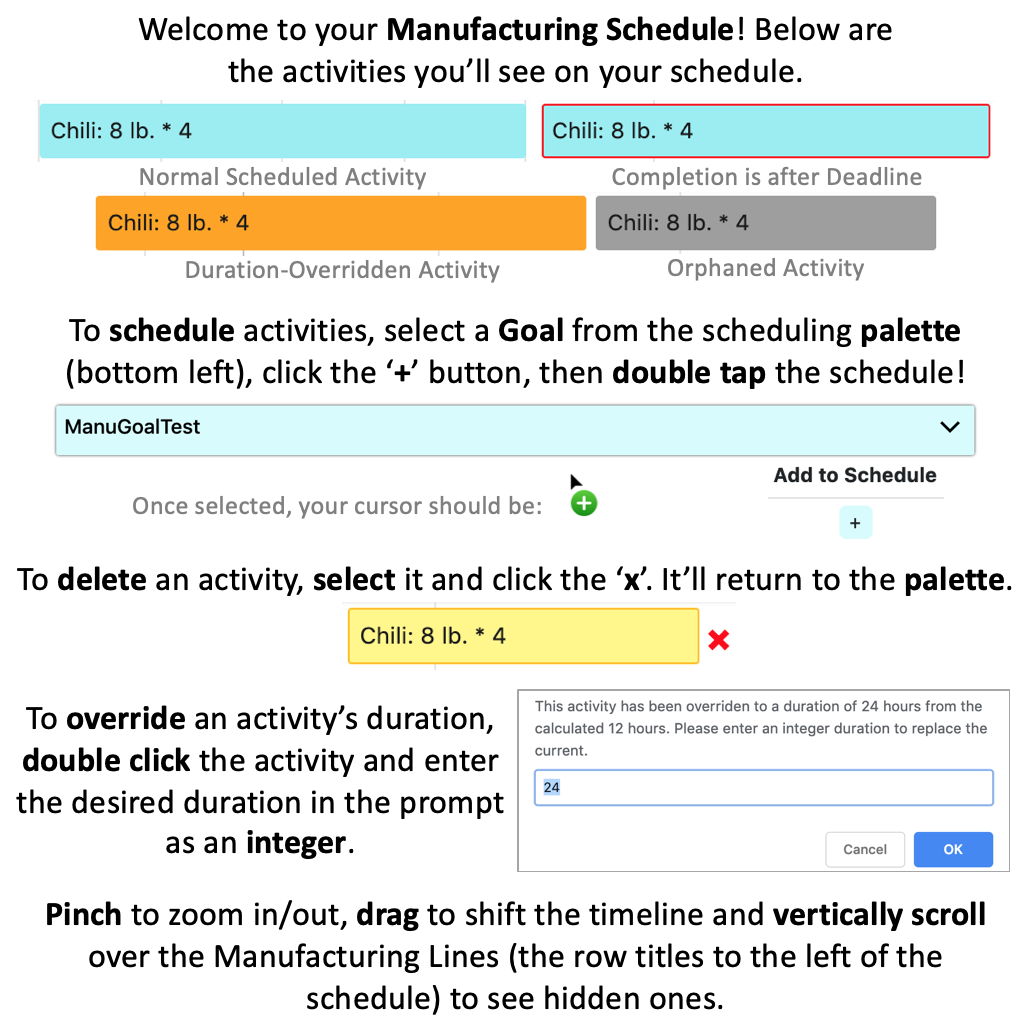 Welcome to your Manufacturing Schedule! Below are
the activities you’ll see on your schedule.
Chili: 8 lb. * 4
Chili: 8 lb. * 4
Normal Scheduled Activity
Completion is after Deadline
Chili: 8 lb. * 4
Chili: 8 lb. * 4
Duration-Overridden Activity
Orphaned Activity
To schedule activities, select a Goal from the scheduling palette
(bottom left), click the ‘+’ button, then double tap the schedule!
ManuGoalTest
Add to Schedule
Once selected, your cursor should be:
+
To delete an activity, select it and click the ‘x’. It’ll return to the palette.
Chili: 8 lb. * 4
To override an activity’s duration,
double click the activity and enter
the desired duration in the prompt
as an integer.
This activity has been overriden to a duration of 24 hours from the
calculated 12 hours. Please enter an integer duration to replace the
current.
24
Cancel
OK
Pinch to zoom in/out, drag to shift the timeline and vertically scroll
over the Manufacturing Lines (the row titles to the left of the
schedule) to see hidden ones.